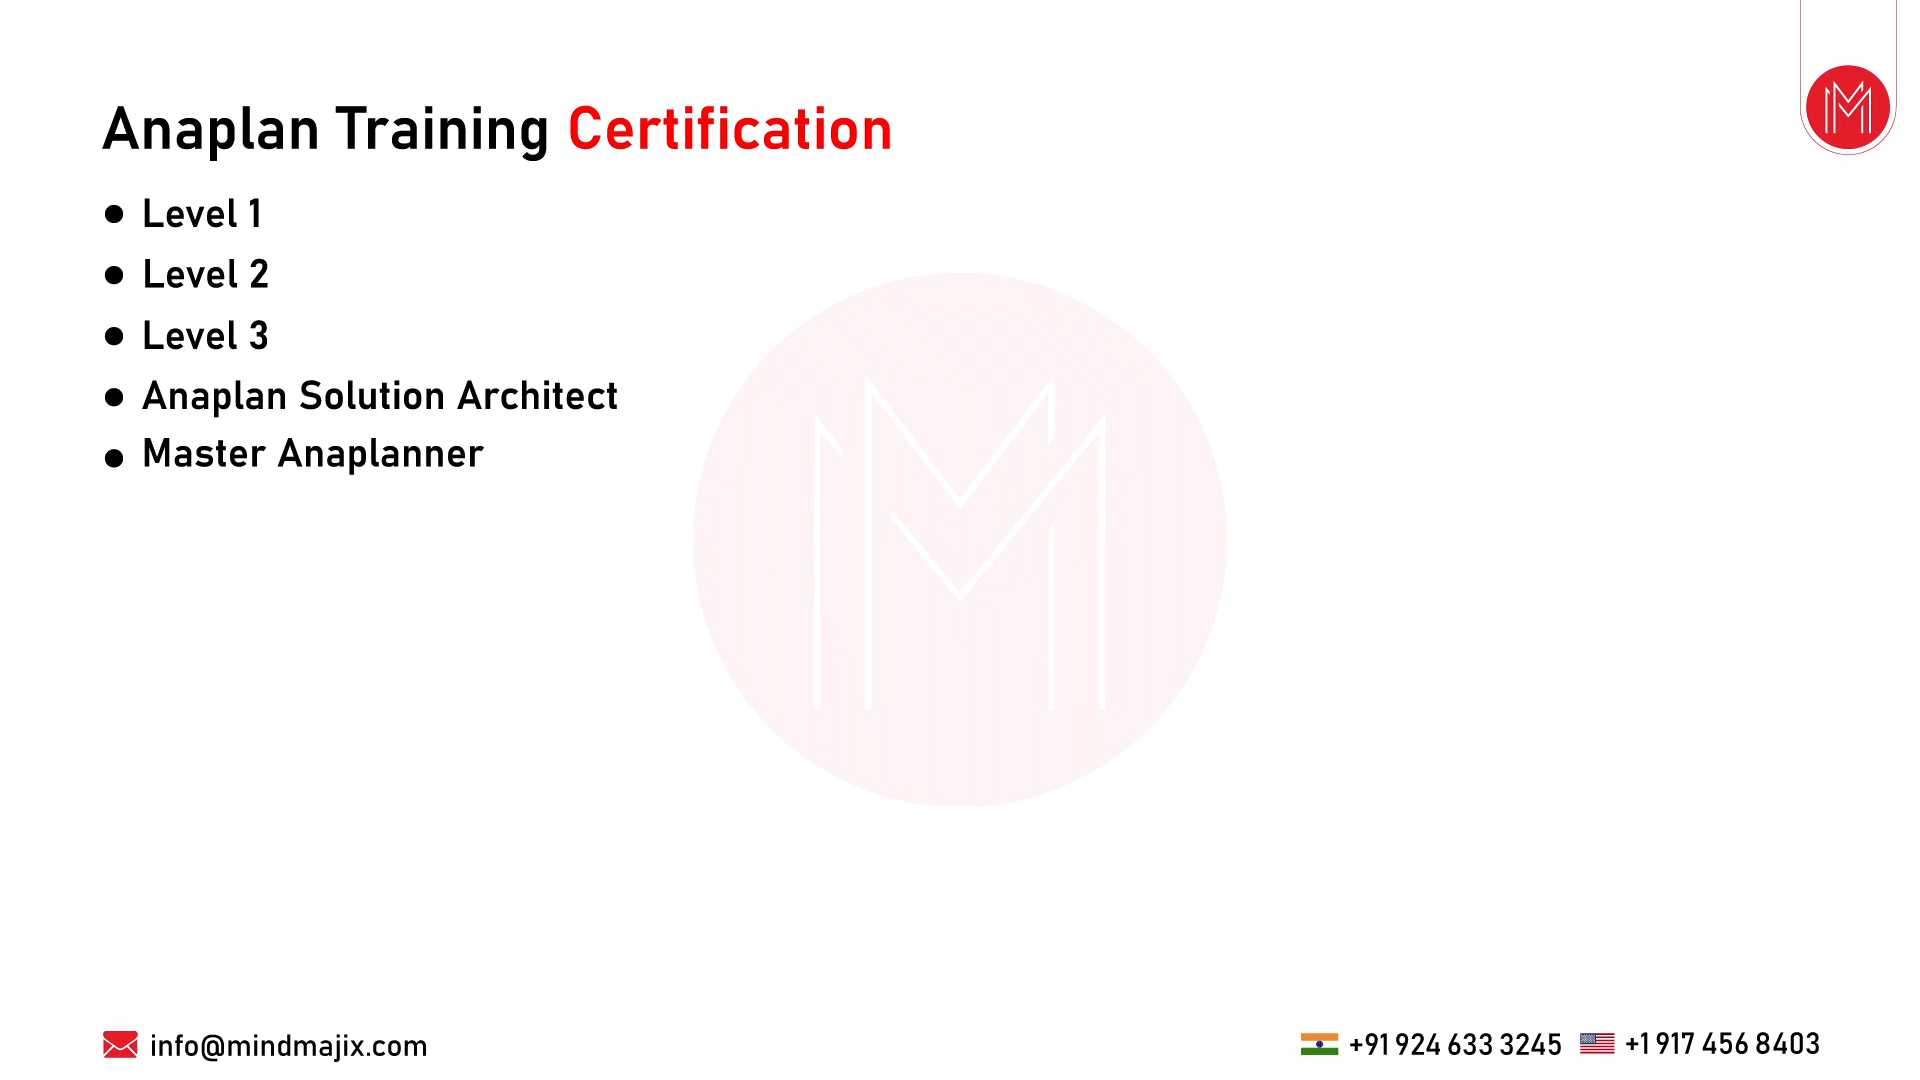 Anaplan Training Certification
● Level 1
● Level 2
● Level 3
● Anaplan Solution Architect
● Master Anaplanner
info@mindmajix.com
+91 924 633 3245
+1 917 456 8403